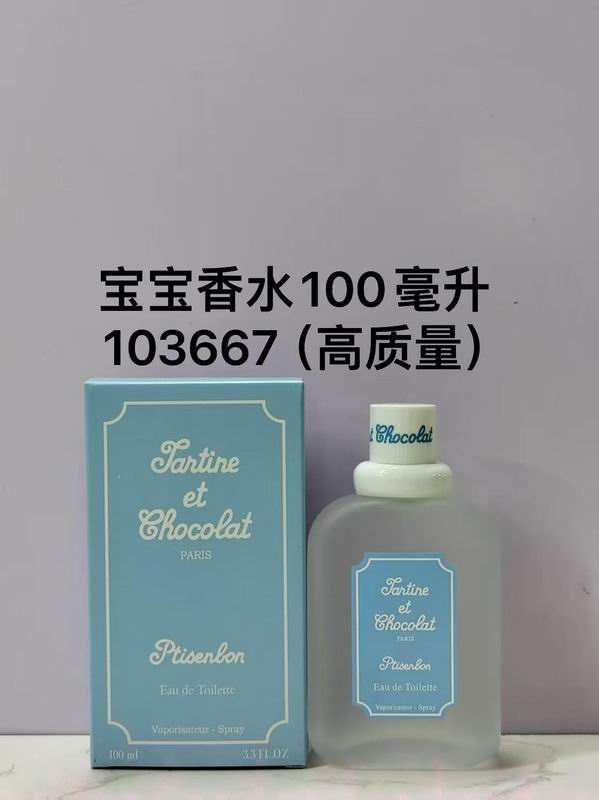 宝宝香水100毫升
103667（高质量）
Tartine
et
Chocolat
PARIS
Ptisenbon
Eau de Toilette
Vaporisateur - Spray
100 ml 3.3 FL.OZ
t Chocolat
Tartine
et
Chocolat
PARIS
Ptisenbon
Eau de Toilette
Vaporisateur - Spray